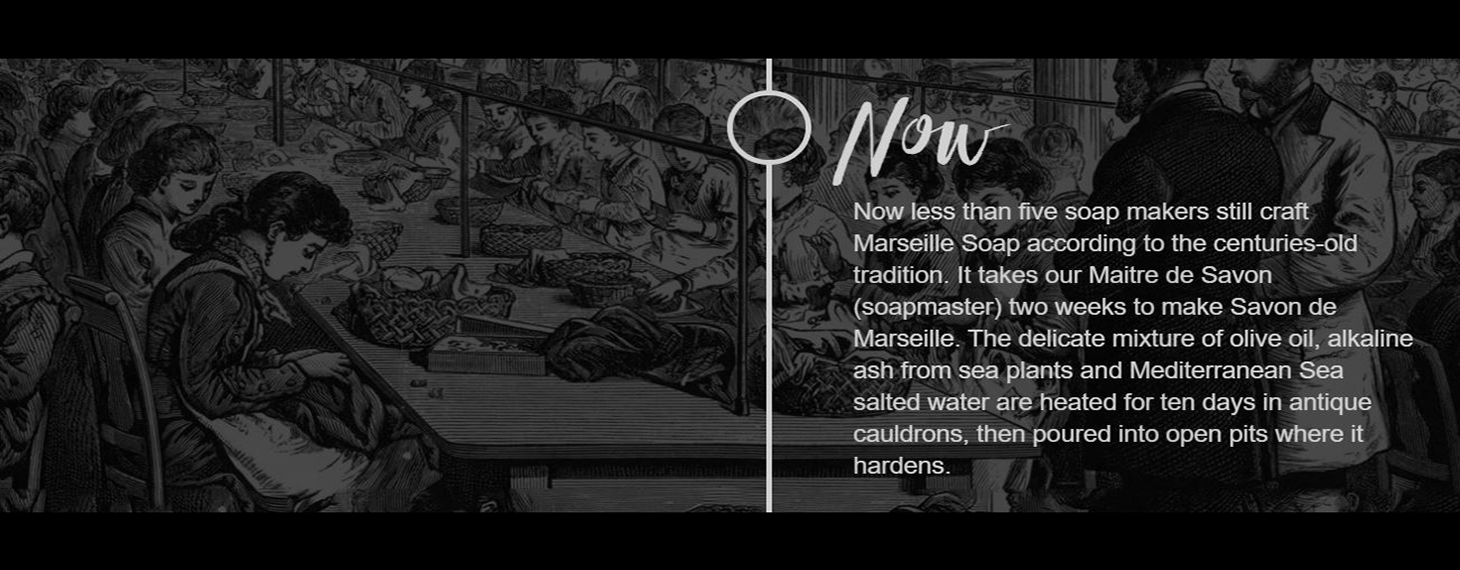 Now
Now less than five soap makers still craft
Marseille Soap according to the centuries-old
tradition. It takes our Maitre de Savon
(soapmaster) two weeks to make Savon de
Marseille. The delicate mixture of olive oil, alkaline
ash from sea plants and Mediterranean Sea
salted water are heated for ten days in antique
cauldrons, then poured into open pits where it
hardens.